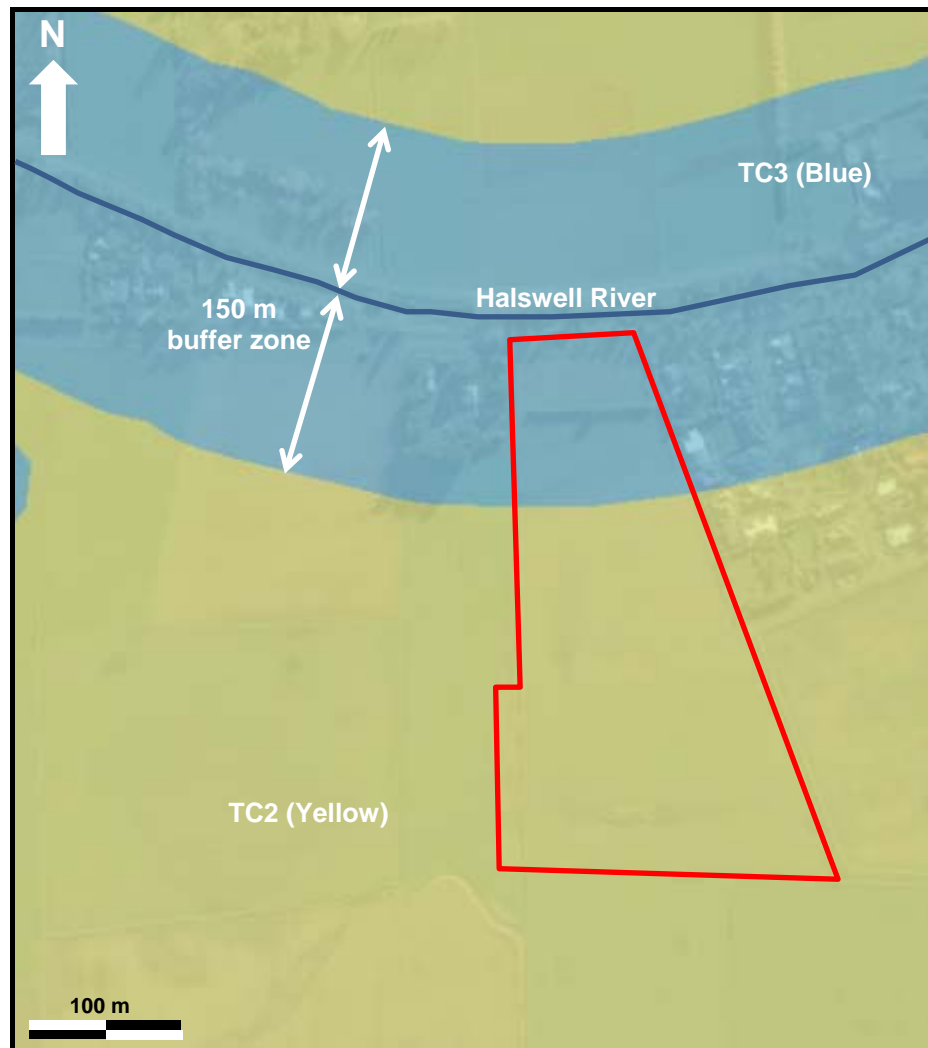 N
TC3 (Blue)
Halswell River
150 m
buffer zone
TC2 (Yellow)
100 m